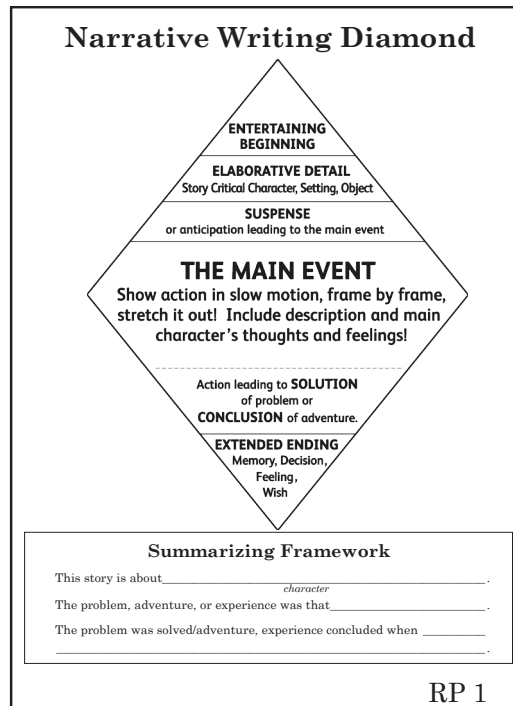 Narrative Writing Diamond
ENTERTAINING
BEGINNING
ELABORATIVE DETAIL
Story Critical Character, Setting, Object
SUSPENSE
or anticipation leading to the main event
THE MAIN EVENT
Show action in slow motion, frame by frame,
stretch it out! Include description and main
character's thoughts and feelings!
Action leading to SOLUTION
of problem or
CONCLUSION of adventure.
EXTENDED ENDING
Memory, Decision,
Feeling,
Wish
Summarizing Framework
This story is about_______________.
character
The problem, adventure, or experience was that_______________.
The problem was solved/adventure, experience concluded when __________
_______________.
RP 1